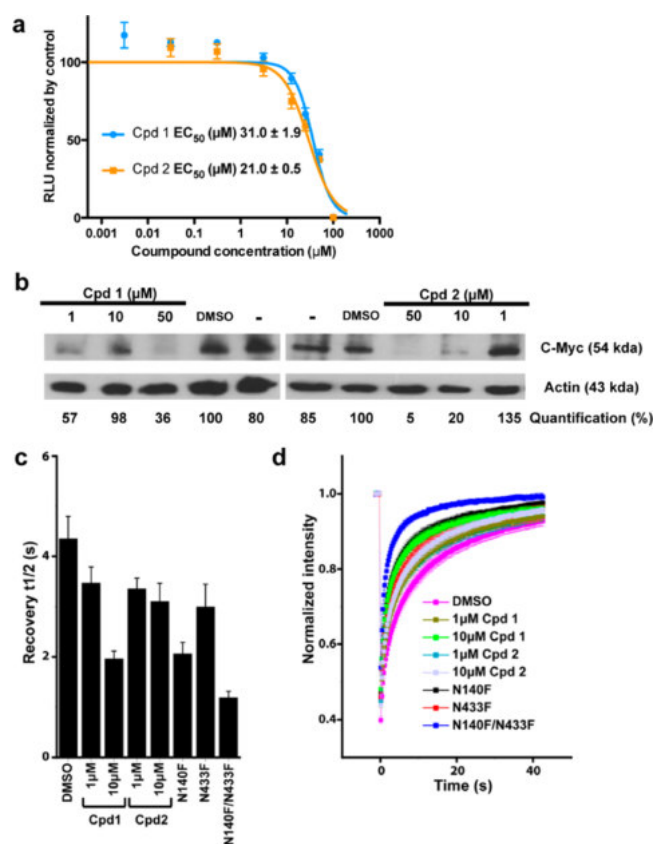 a
RLU normalized by control
100
50
0
Cpd 1 EC50 (µM) 31.0 ± 1.9
Cpd 2 EC50 (µM) 21.0 ± 0.5
0.001 0.01 0.1 1 10 100 1000
Coumpound concentration (µM)
b
Cpd 1 (µM) Cpd 2 (µM)
1 10 50 DMSO - - DMSO 50 10 1
C-Myc (54 kda)
Actin (43 kda)
57 98 36 100 80 85 100 5 20 135 Quantification (%)
c
Recovery t1/2 (s)
6
4
2
0
DMSO 1µM 10µM 1µM 10µM N140F N433F N140F/N433F
Cpd1 Cpd2
d
Normalized intensity
1.0
0.8
0.6
0.4
DMSO
1µM Cpd 1
10µM Cpd 1
1µM Cpd 2
10µM Cpd 2
N140F
N433F
N140F/N433F
0 20 40
Time (s)